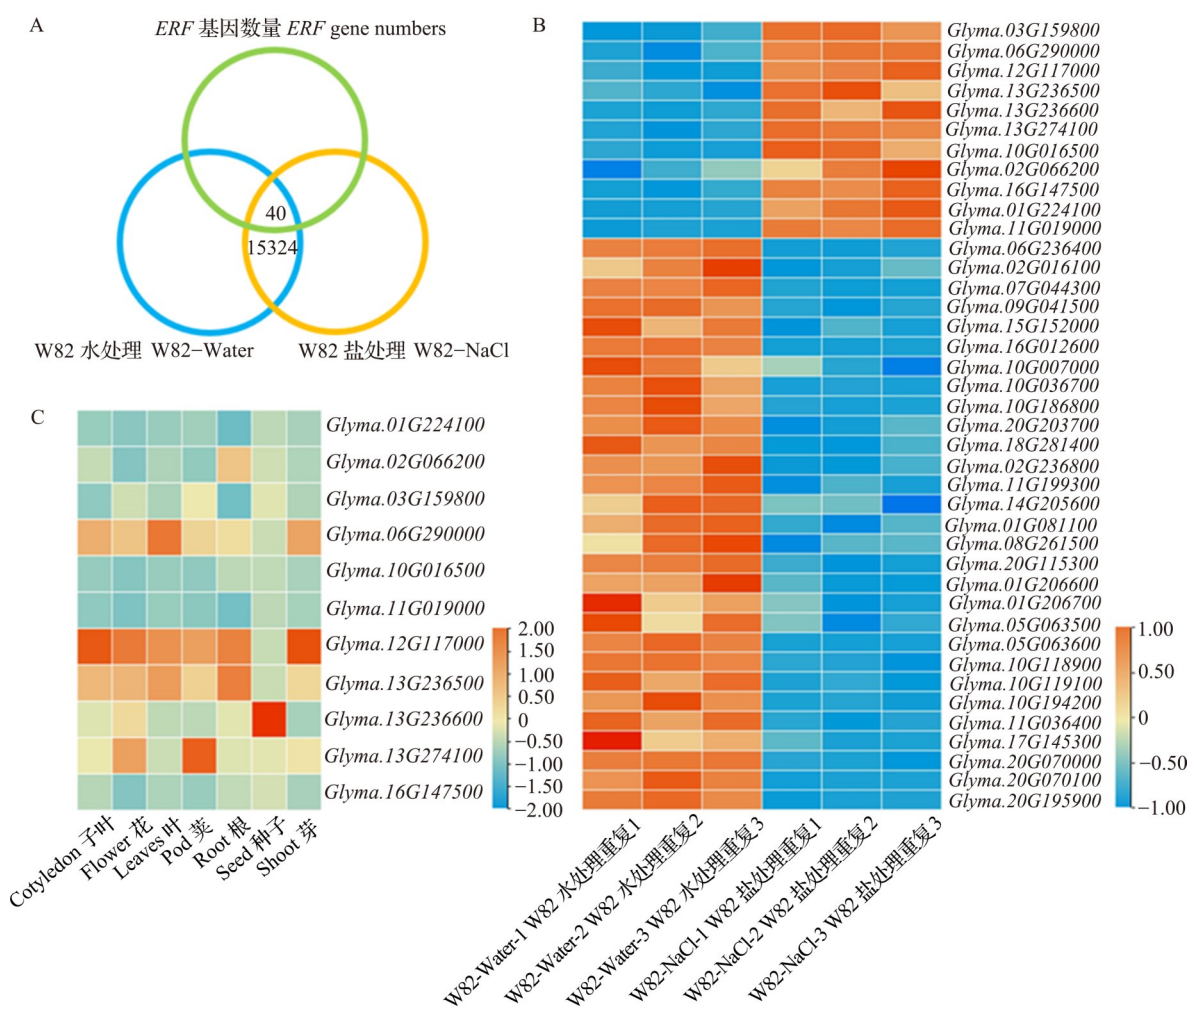 A
ERF 基因数量 ERF gene numbers
40
15324
W82 水处理 W82−Water
W82 盐处理 W82−NaCl
B
Glyma.03G159800
Glyma.06G290000
Glyma.12G117000
Glyma.13G236500
Glyma.13G236600
Glyma.13G274100
Glyma.10G016500
Glyma.02G066200
Glyma.16G147500
Glyma.01G224100
Glyma.11G019000
Glyma.06G236400
Glyma.02G016100
Glyma.07G044300
Glyma.09G041500
Glyma.15G152000
Glyma.16G012600
Glyma.10G007000
Glyma.10G036700
Glyma.10G186800
Glyma.20G203700
Glyma.18G281400
Glyma.02G236800
Glyma.11G199300
Glyma.14G205600
Glyma.01G081100
Glyma.08G261500
Glyma.20G115300
Glyma.01G206600
Glyma.01G206700
Glyma.05G063500
Glyma.05G063600
Glyma.10G118900
Glyma.10G119100
Glyma.10G194200
Glyma.11G036400
Glyma.17G145300
Glyma.20G070000
Glyma.20G070100
Glyma.20G195900
1.00
0.50
0
−0.50
−1.00
W82-Water-1 W82 水处理重复1
W82-Water-2 W82 水处理重复2
W82-Water-3 W82 水处理重复3
W82-NaCl-1 W82 盐处理重复1
W82-NaCl-2 W82 盐处理重复2
W82-NaCl-3 W82 盐处理重复3
C
Glyma.01G224100
Glyma.02G066200
Glyma.03G159800
Glyma.06G290000
Glyma.10G016500
Glyma.11G019000
Glyma.12G117000
Glyma.13G236500
Glyma.13G236600
Glyma.13G274100
Glyma.16G147500
2.00
1.50
1.00
0.50
0
−0.50
−1.00
−1.50
−2.00
Cotyledon 子叶
Flower 花
Leaves 叶
Pod 荚
Root 根
Seed 种子
Shoot 芽